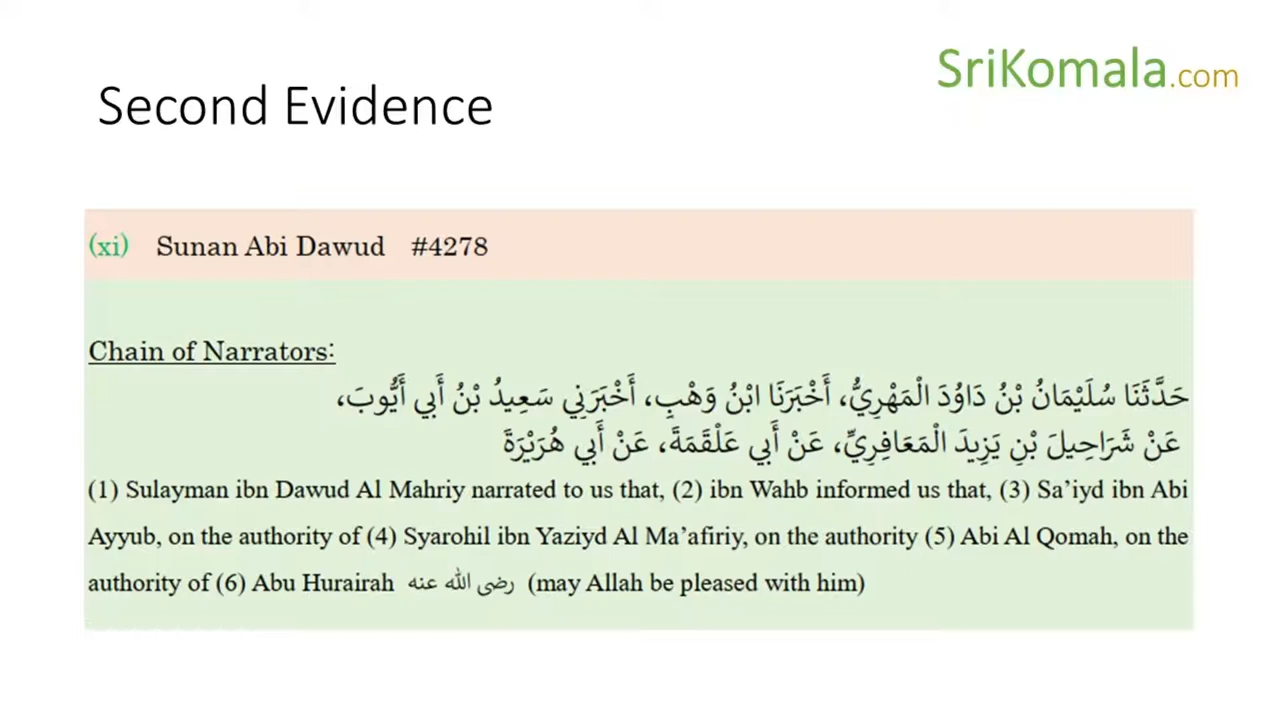 SriKomala.com
Second Evidence
(xi) Sunan Abi Dawud #4278
Chain of Narrators:
حَدَّثَنَا سُلَيْمَانُ بْنُ دَاوُدَ الْمَهْرِيُّ، أَخْبَرَنَا ابْنُ وَهْبٍ، أَخْبَرَنِي سَعِيدُ بْنُ أَبِي أَيُّوبَ،
عَنْ شَرَاحِيلَ بْنِ يَزِيدَ الْمَعَافِرِيِّ، عَنْ أَبِي عَلْقَمَةَ، عَنْ أَبِي هُرَيْرَةَ
(1) Sulayman ibn Dawud Al Mahriy narrated to us that, (2) ibn Wahb informed us that, (3) Sa’iyd ibn Abi
Ayyub, on the authority of (4) Syarohil ibn Yaziyd Al Ma’afiriy, on the authority (5) Abi Al Qomah, on the
authority of (6) Abu Hurairah رضى الله عنه (may Allah be pleased with him)